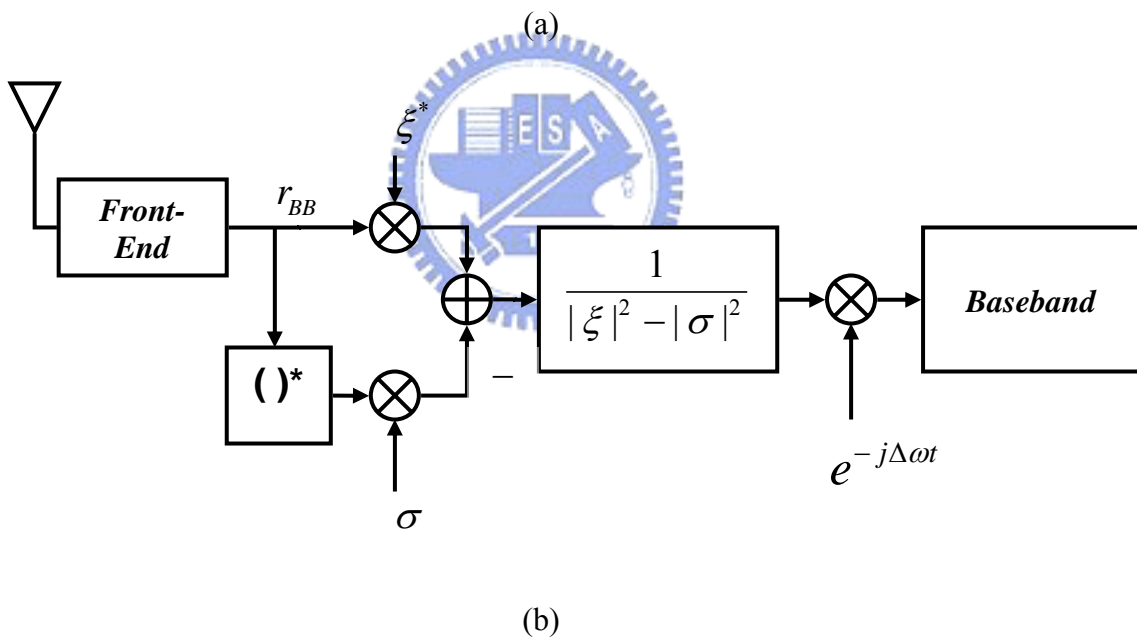 (a)
ξ*
E S A
Front-
End
r_BB
1
| ξ |² − | σ |²
Baseband
( )*
−
σ
e^{− jΔωt}
(b)